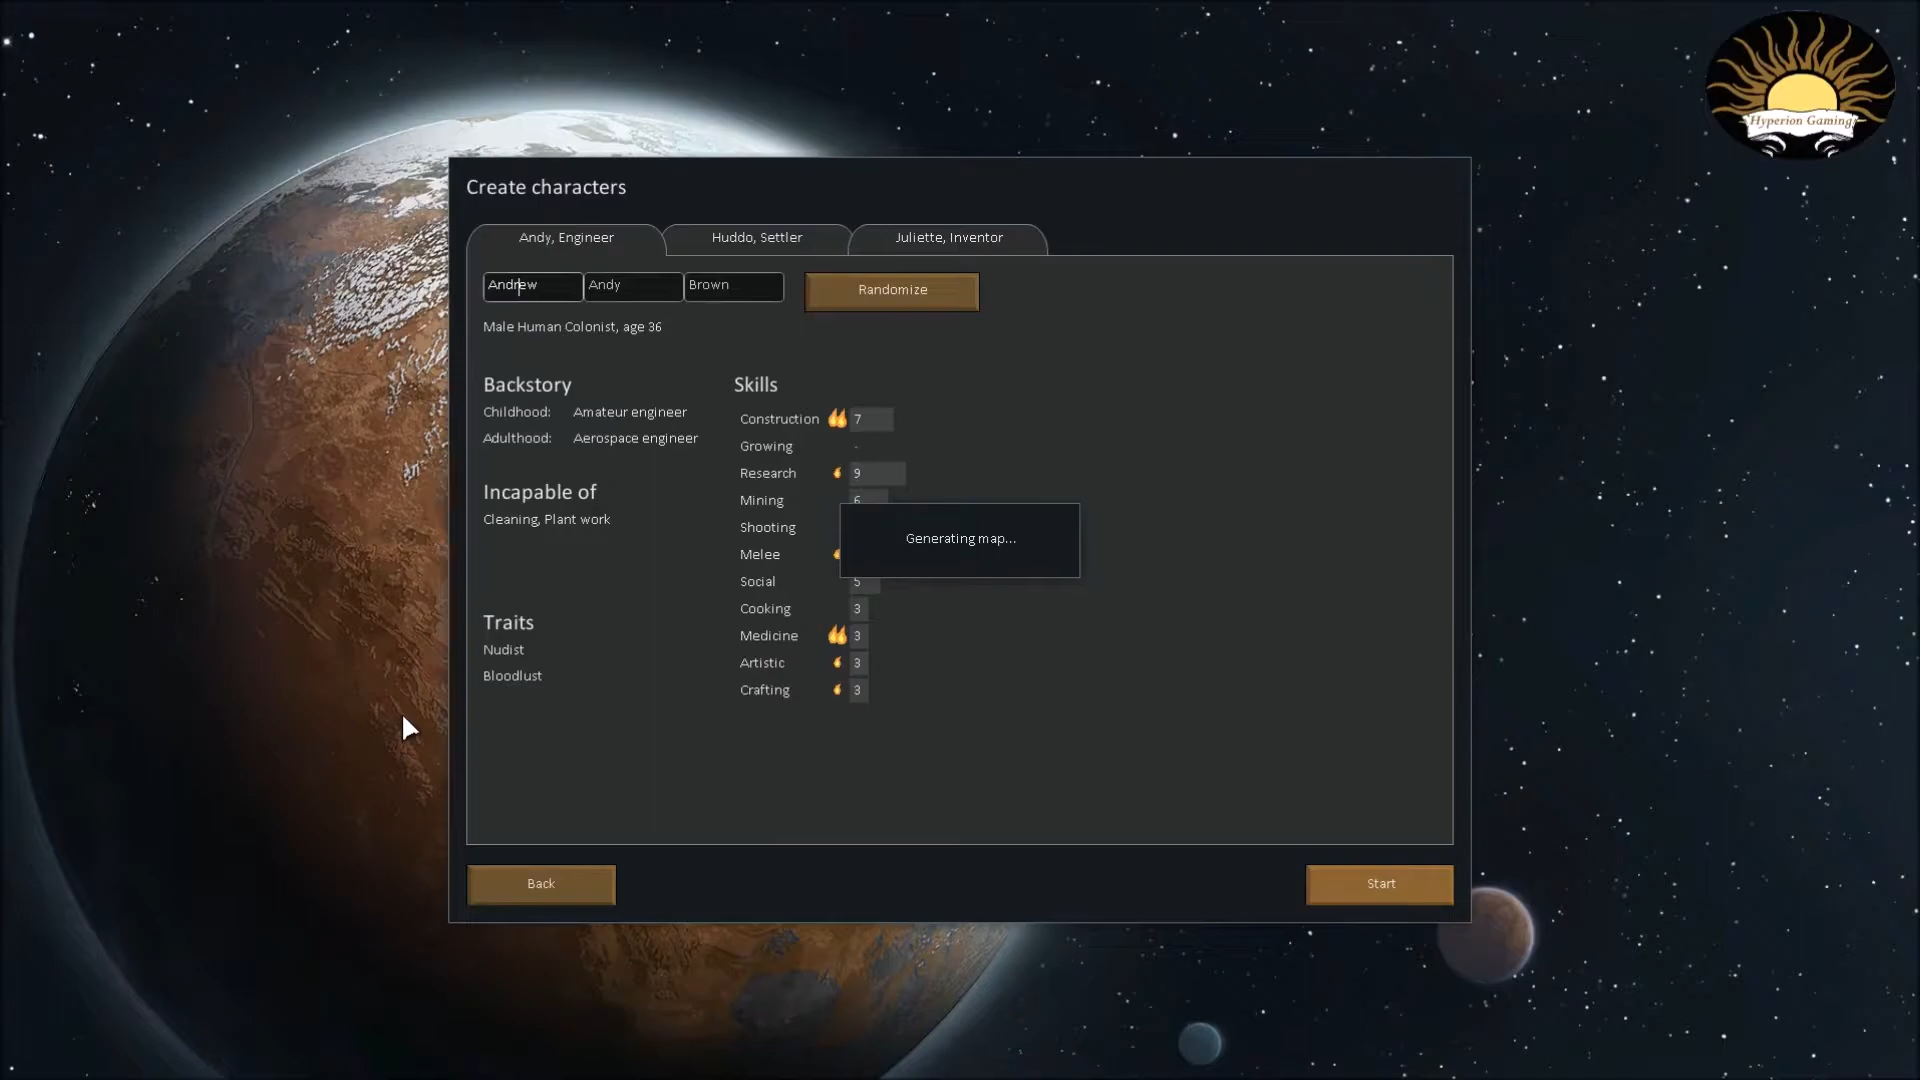 Hyperion Gaming
Create characters
Andy, Engineer
Huddo, Settler
Juliette, Inventor
Andrew
Andy
Brown
Randomize
Male Human Colonist, age 36
Backstory
Childhood: Amateur engineer
Adulthood: Aerospace engineer
Incapable of
Cleaning, Plant work
Traits
Nudist
Bloodlust
Skills
Construction 7
Growing -
Research 9
Mining 6
Shooting
Melee
Social 5
Cooking 3
Medicine 3
Artistic 3
Crafting 3
Generating map...
Back
Start